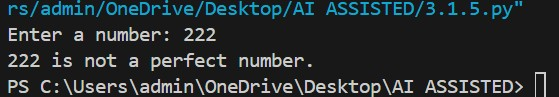 rs/admin/OneDrive/Desktop/AI ASSISTED/3.1.5.py"
Enter a number: 222
222 is not a perfect number.
PS C:\Users\admin\OneDrive\Desktop\AI ASSISTED>